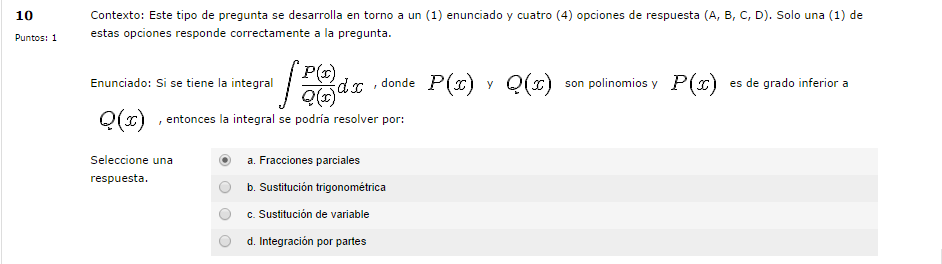 10 Contexto: Este tipo de pregunta se desarrolla en torno a un (1) enunciado y cuatro (4) opciones de respuesta (A, B, C, D). Solo una (1) de
Puntos: 1 estas opciones responde correctamente a la pregunta.
Enunciado: Si se tiene la integral ∫ P(x)/Q(x) dx , donde P(x) y Q(x) son polinomios y P(x) es de grado inferior a
Q(x) , entonces la integral se podría resolver por:
Seleccione una respuesta.
a. Fracciones parciales
b. Sustitución trigonométrica
c. Sustitución de variable
d. Integración por partes